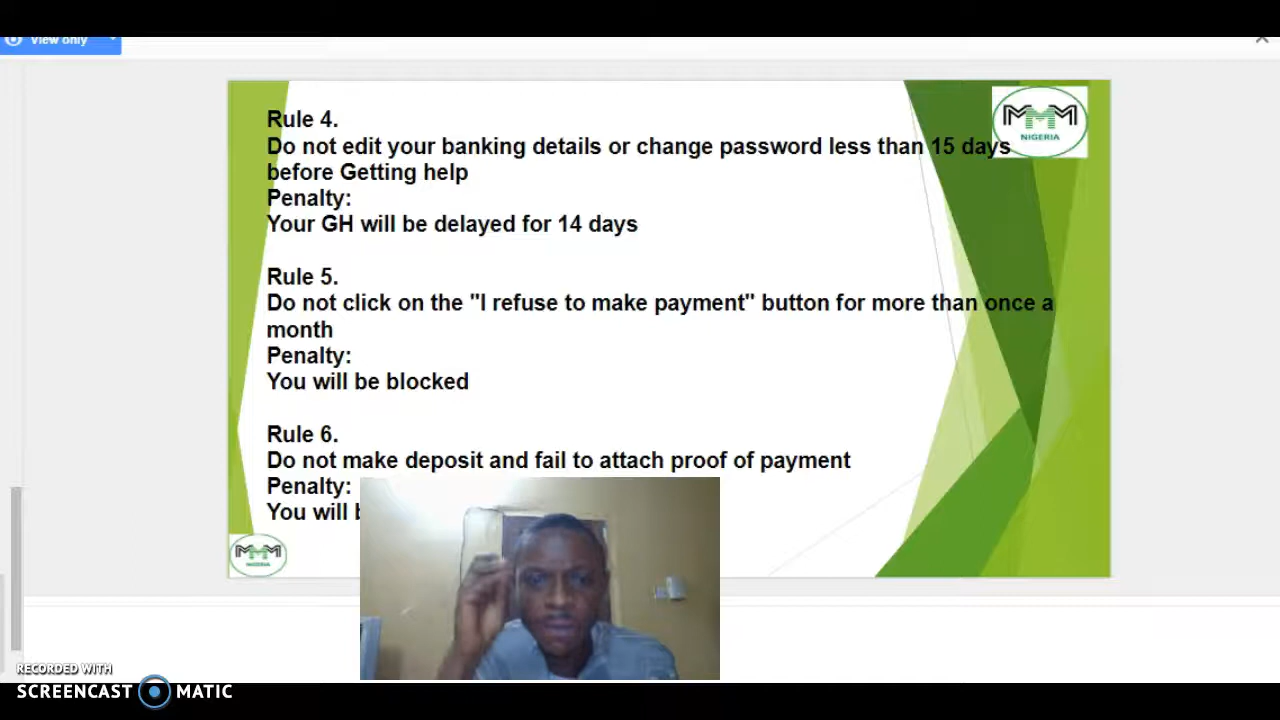 View only
Rule 4.
Do not edit your banking details or change password less than 15 days
before Getting help
Penalty:
Your GH will be delayed for 14 days
Rule 5.
Do not click on the "I refuse to make payment" button for more than once a
month
Penalty:
You will be blocked
Rule 6.
Do not make deposit and fail to attach proof of payment
Penalty:
You will
MMM
NIGERIA
MMM
NIGERIA
RECORDED WITH
SCREENCAST MATIC